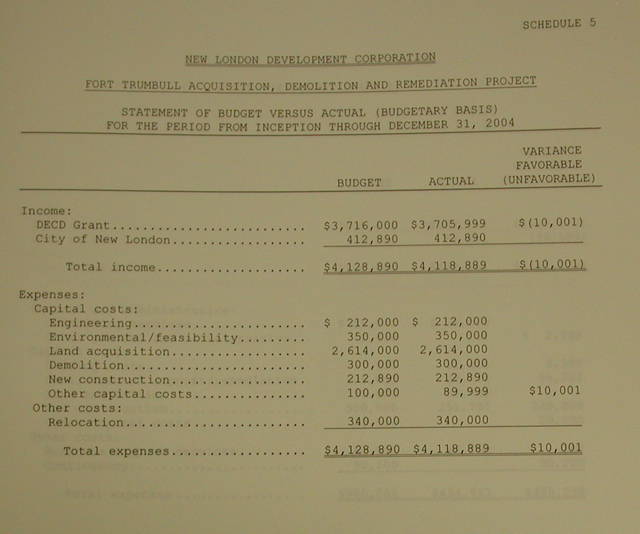 SCHEDULE 5
NEW LONDON DEVELOPMENT CORPORATION
FORT TRUMBULL ACQUISITION, DEMOLITION AND REMEDIATION PROJECT
STATEMENT OF BUDGET VERSUS ACTUAL (BUDGETARY BASIS)
FOR THE PERIOD FROM INCEPTION THROUGH DECEMBER 31, 2004
VARIANCE
FAVORABLE
BUDGET ACTUAL (UNFAVORABLE)
Income:
DECD Grant.......................... $3,716,000 $3,705,999 $(10,001)
City of New London.................. 412,890 412,890
Total income.................... $4,128,890 $4,118,889 $(10,001)
Expenses:
Capital costs:
Engineering....................... $ 212,000 $ 212,000
Environmental/feasibility......... 350,000 350,000
Land acquisition.................. 2,614,000 2,614,000
Demolition........................ 300,000 300,000
New construction.................. 212,890 212,890
Other capital costs............... 100,000 89,999 $10,001
Other costs:
Relocation........................ 340,000 340,000
Total expenses.................. $4,128,890 $4,118,889 $10,001